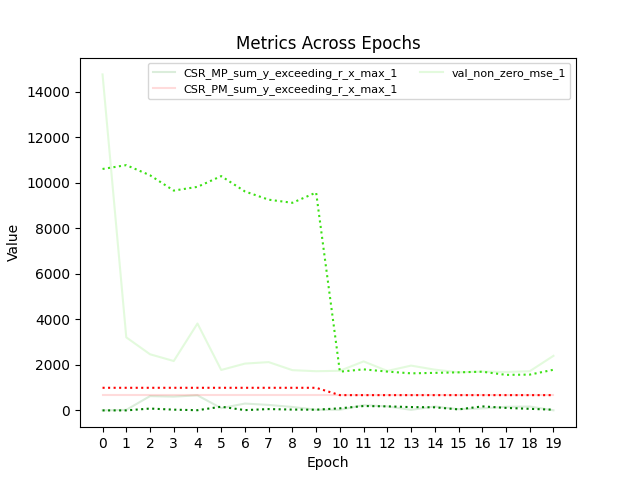 Metrics Across Epochs
CSR_MP_sum_y_exceeding_r_x_max_1
CSR_PM_sum_y_exceeding_r_x_max_1
val_non_zero_mse_1
14000
12000
10000
8000
6000
4000
2000
0
Value
0 1 2 3 4 5 6 7 8 9 10 11 12 13 14 15 16 17 18 19
Epoch